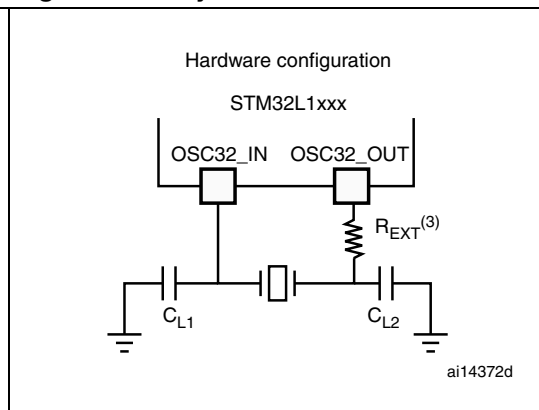 Hardware configuration
STM32L1xxx
OSC32_IN OSC32_OUT
R_EXT^(3)
C_L1 C_L2
ai14372d